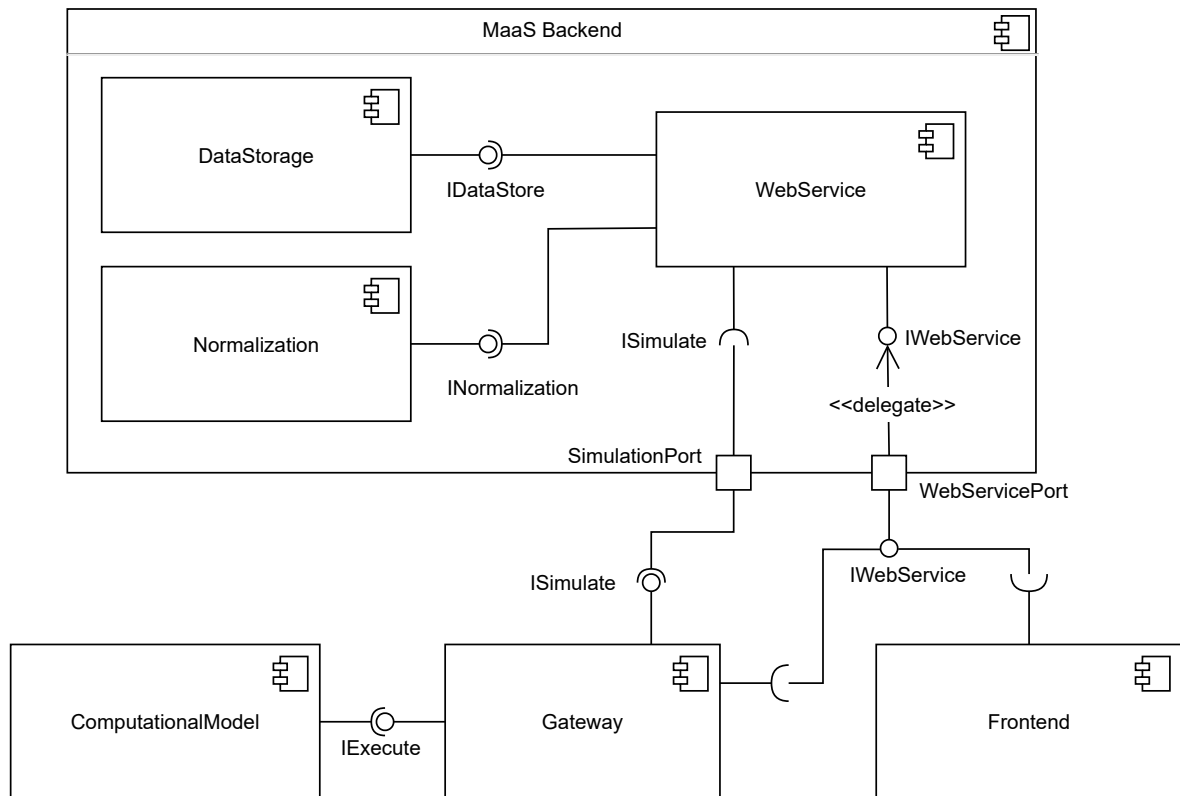 MaaS Backend
DataStorage
IDataStore
WebService
Normalization
INormalization
ISimulate
IWebService
<<delegate>>
SimulationPort
WebServicePort
ISimulate
IWebService
ComputationalModel
IExecute
Gateway
Frontend